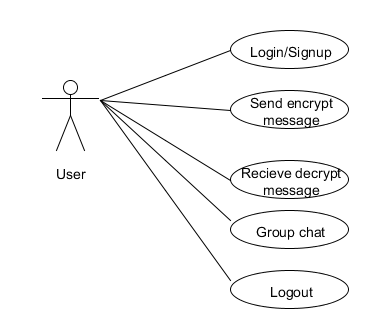 Login/Signup
Send encrypt
message
User
Recieve decrypt
message
Group chat
Logout